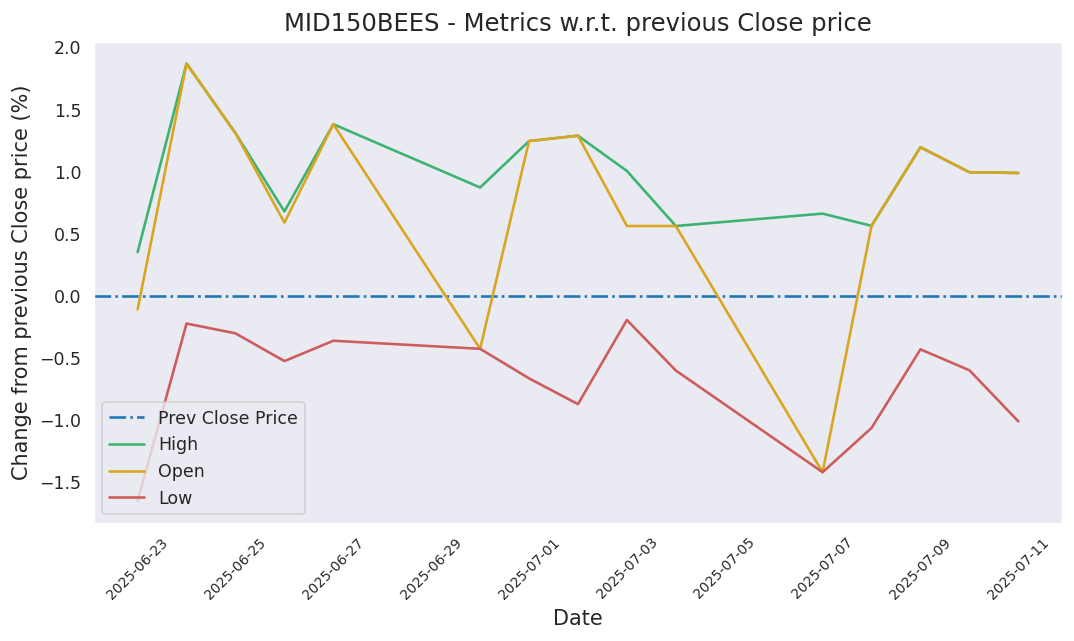 MID150BEES - Metrics w.r.t. previous Close price
Change from previous Close price (%)
2.0
1.5
1.0
0.5
0.0
−0.5
−1.0
−1.5
Prev Close Price
High
Open
Low
2025-06-23
2025-06-25
2025-06-27
2025-06-29
2025-07-01
2025-07-03
2025-07-05
2025-07-07
2025-07-09
2025-07-11
Date